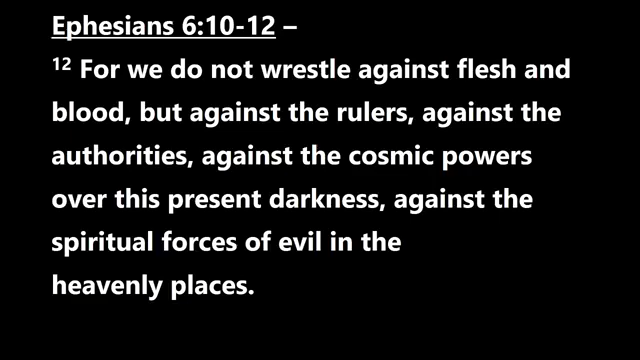 Ephesians 6:10-12 –
12 For we do not wrestle against flesh and
blood, but against the rulers, against the
authorities, against the cosmic powers
over this present darkness, against the
spiritual forces of evil in the
heavenly places.